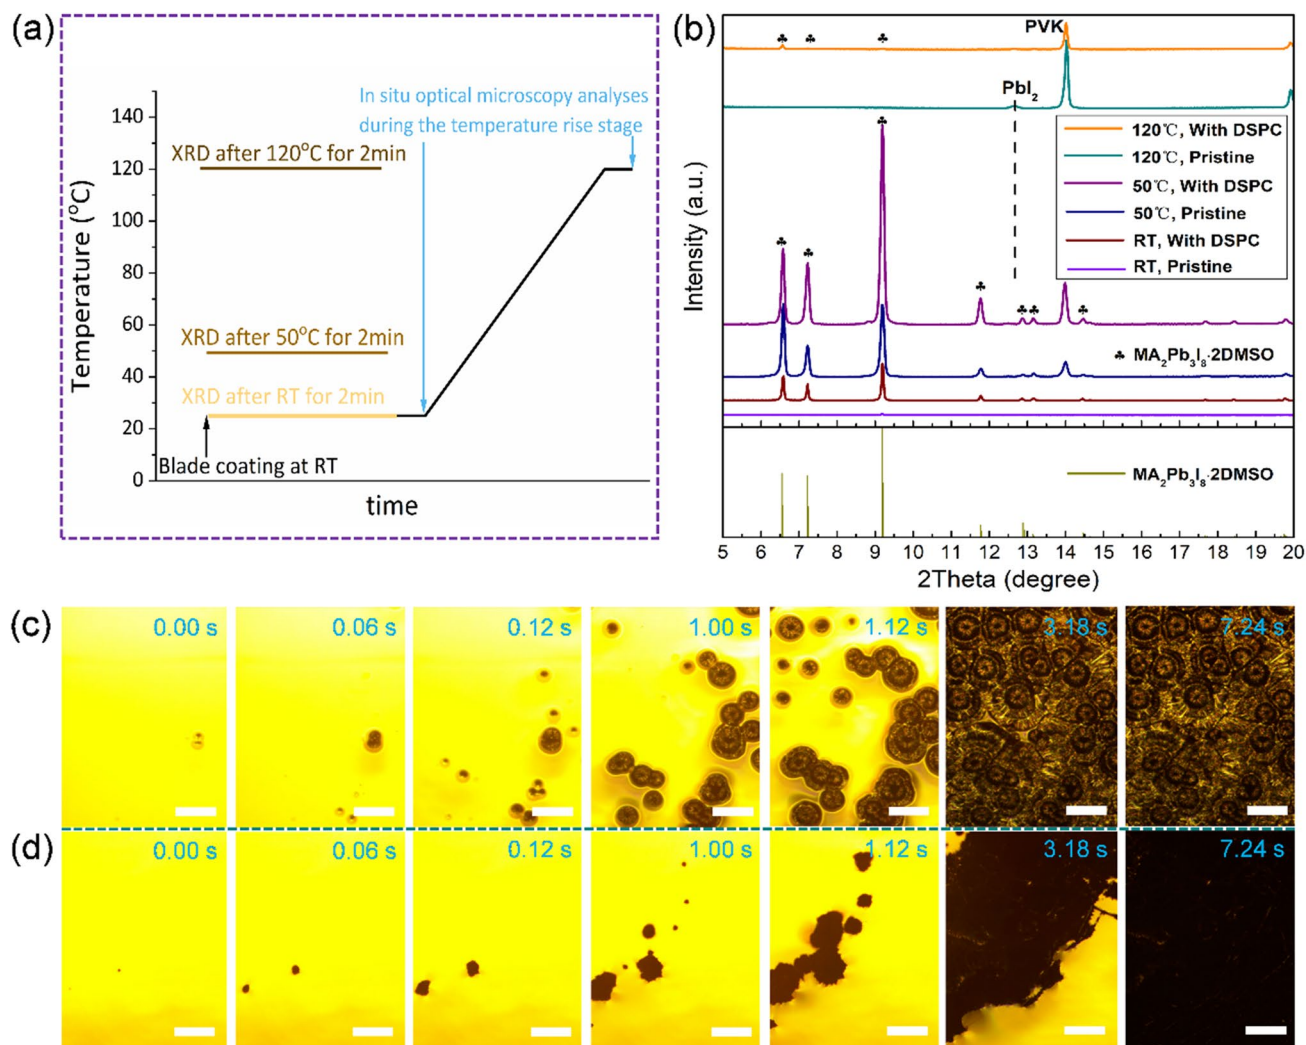 (a)
In situ optical microscopy analyses
during the temperature rise stage
140
120
100
80
60
40
20
0
Temperature (°C)
XRD after 120°C for 2min
XRD after 50°C for 2min
XRD after RT for 2min
Blade coating at RT
time
(b)
♣ ♣ ♣
PVK
PbI₂
♣
120℃, With DSPC
120℃, Pristine
50℃, With DSPC
50℃, Pristine
RT, With DSPC
RT, Pristine
♣ ♣ ♣ ♣ ♣ ♣
♣ MA₂Pb₃I₈·2DMSO
MA₂Pb₃I₈·2DMSO
Intensity (a.u.)
5 6 7 8 9 10 11 12 13 14 15 16 17 18 19 20
2Theta (degree)
(c)
0.00 s 0.06 s 0.12 s 1.00 s 1.12 s 3.18 s 7.24 s
(d)
0.00 s 0.06 s 0.12 s 1.00 s 1.12 s 3.18 s 7.24 s